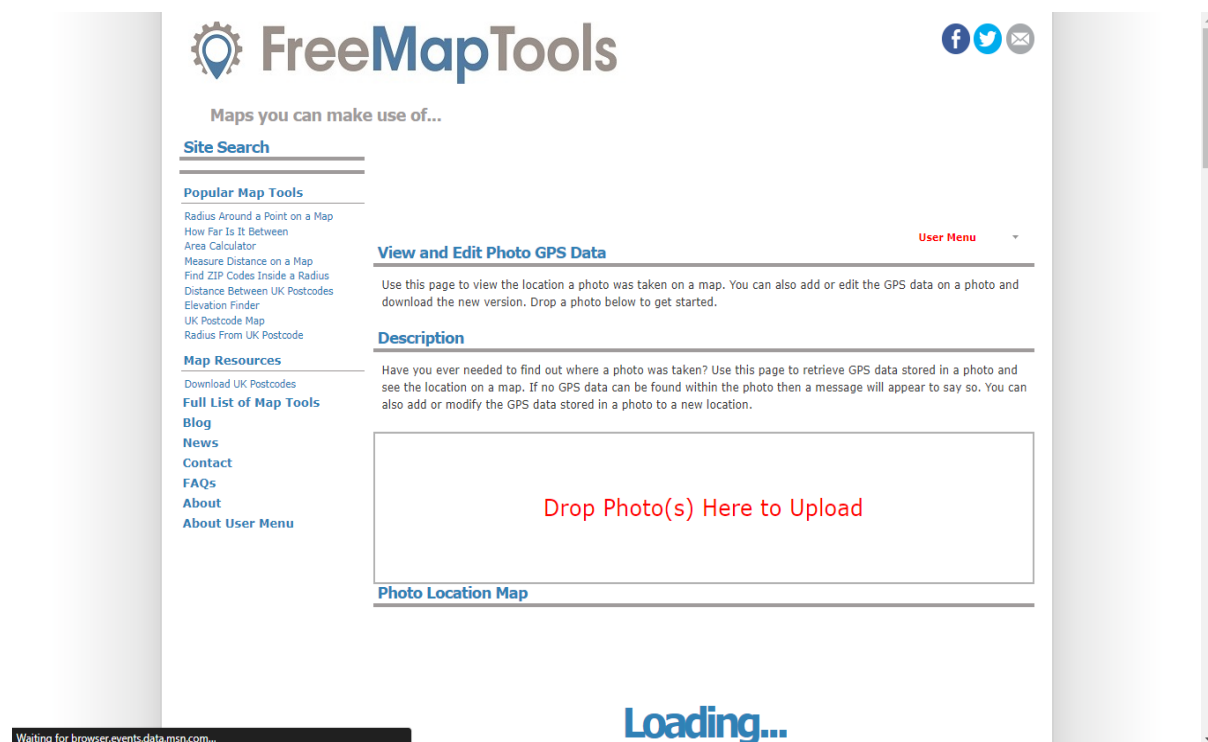 FreeMapTools
Maps you can make use of...
Site Search
Popular Map Tools
Radius Around a Point on a Map
How Far Is It Between
Area Calculator
Measure Distance on a Map
Find ZIP Codes Inside a Radius
Distance Between UK Postcodes
Elevation Finder
UK Postcode Map
Radius From UK Postcode
Map Resources
Download UK Postcodes
Full List of Map Tools
Blog
News
Contact
FAQs
About
About User Menu
User Menu
View and Edit Photo GPS Data
Use this page to view the location a photo was taken on a map. You can also add or edit the GPS data on a photo and
download the new version. Drop a photo below to get started.
Description
Have you ever needed to find out where a photo was taken? Use this page to retrieve GPS data stored in a photo and
see the location on a map. If no GPS data can be found within the photo then a message will appear to say so. You can
also add or modify the GPS data stored in a photo to a new location.
Drop Photo(s) Here to Upload
Photo Location Map
Loading...
Waiting for browser.events.data.msn.com...